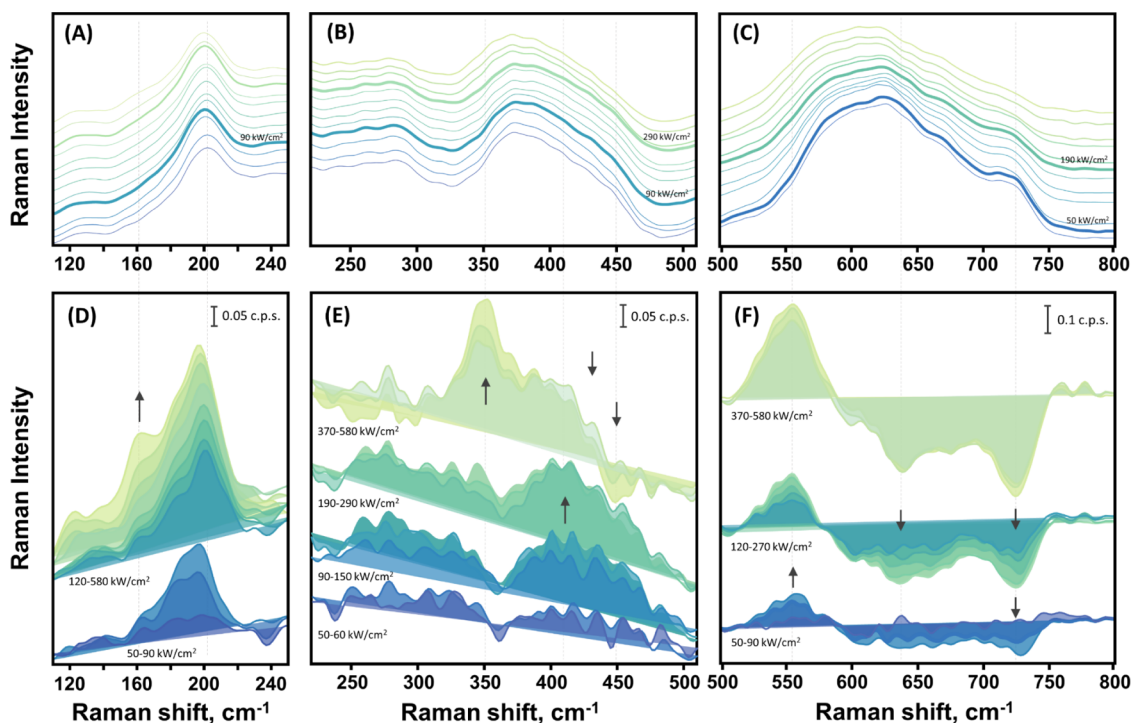 (A)
(B)
(C)
Raman Intensity
90 kW/cm²
290 kW/cm²
90 kW/cm²
190 kW/cm²
50 kW/cm²
120 160 200 240
250 300 350 400 450 500
500 550 600 650 700 750 800
(D)
(E)
(F)
0.05 c.p.s.
0.05 c.p.s.
0.1 c.p.s.
Raman Intensity
120-580 kW/cm²
50-90 kW/cm²
370-580 kW/cm²
190-290 kW/cm²
90-150 kW/cm²
50-60 kW/cm²
370-580 kW/cm²
120-270 kW/cm²
50-90 kW/cm²
120 160 200 240
250 300 350 400 450 500
500 550 600 650 700 750 800
Raman shift, cm⁻¹
Raman shift, cm⁻¹
Raman shift, cm⁻¹